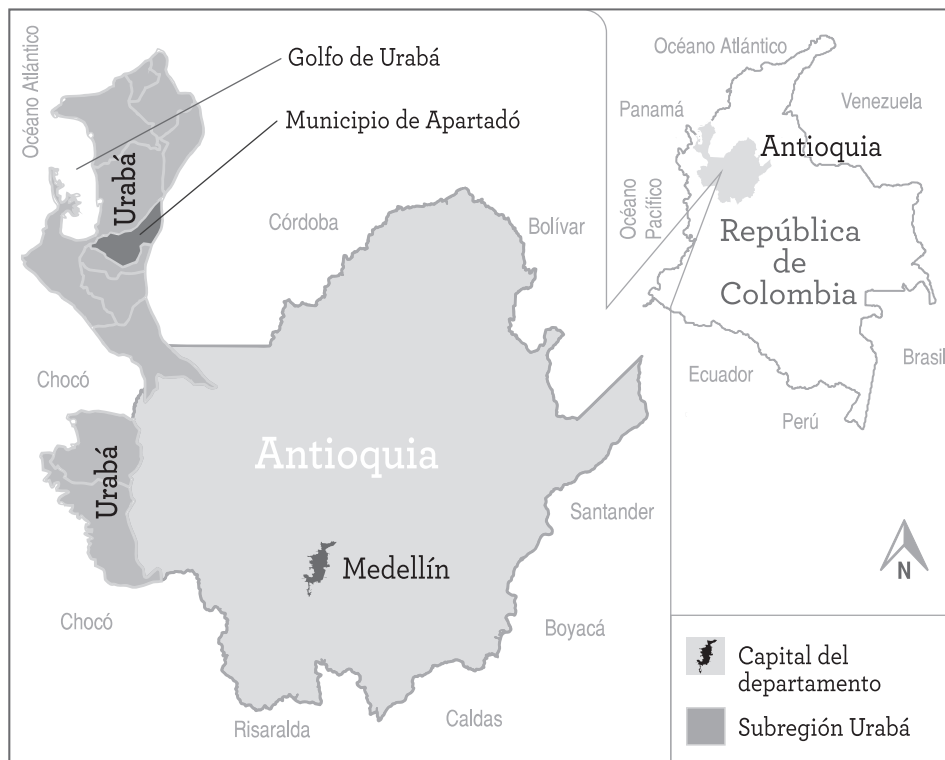 Océano Atlántico
Golfo de Urabá
Municipio de Apartadó
Urabá
Córdoba
Bolívar
Chocó
Urabá
Antioquia
Santander
Medellín
Chocó
Boyacá
Risaralda
Caldas
Océano Atlántico
Panamá
Venezuela
Antioquia
Océano
Pacífico
República
de
Colombia
Ecuador
Brasil
Perú
N
Capital del
departamento
Subregión Urabá